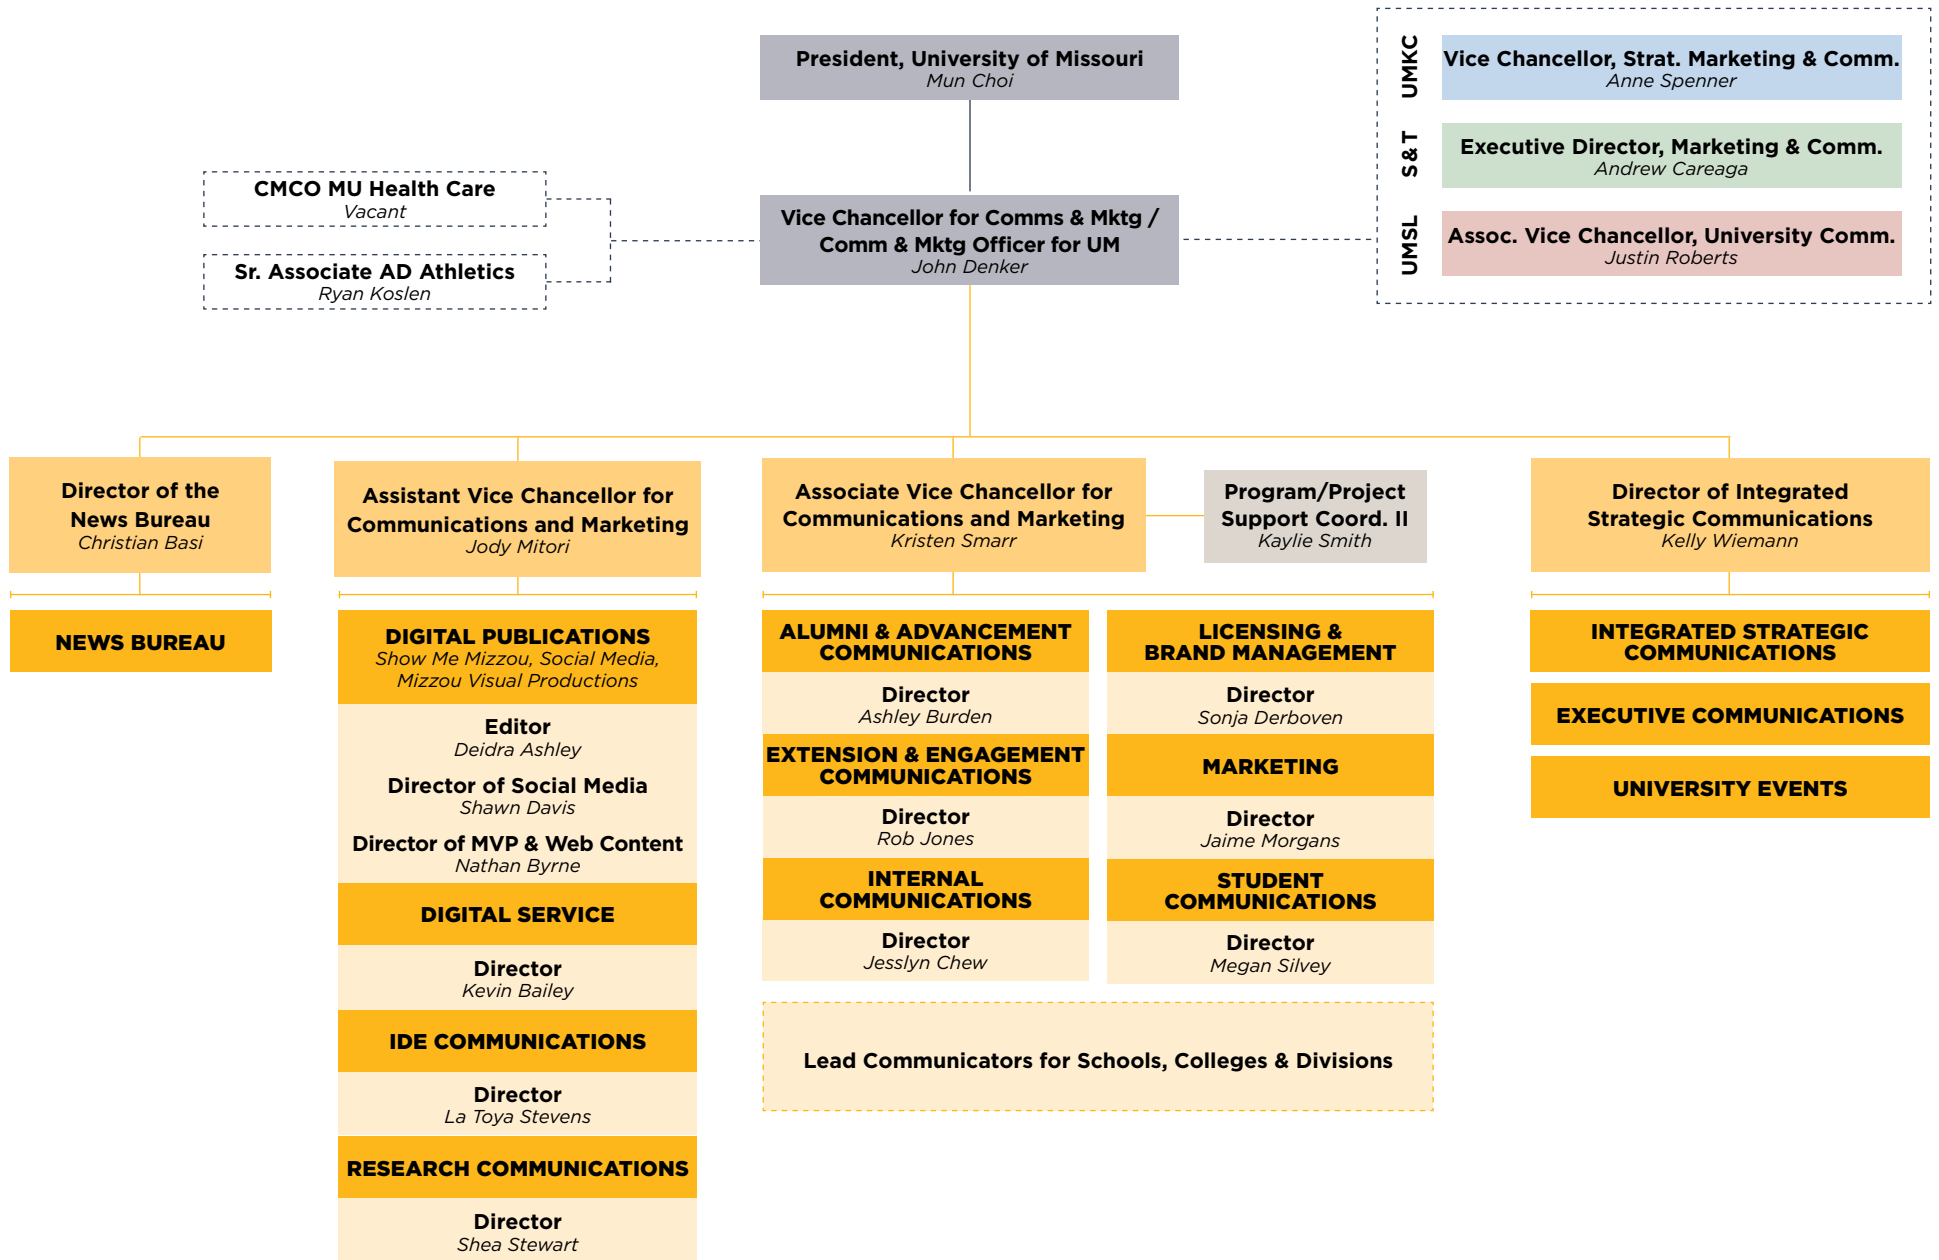 President, University of Missouri
Mun Choi
UMKC
Vice Chancellor, Strat. Marketing & Comm.
Anne Spenner
S&T
Executive Director, Marketing & Comm.
Andrew Careaga
UMSL
Assoc. Vice Chancellor, University Comm.
Justin Roberts
CMCO MU Health Care
Vacant
Sr. Associate AD Athletics
Ryan Koslen
Vice Chancellor for Comms & Mktg /
Comm & Mktg Officer for UM
John Denker
Director of the
News Bureau
Christian Basi
NEWS BUREAU
Assistant Vice Chancellor for
Communications and Marketing
Jody Mitori
DIGITAL PUBLICATIONS
Show Me Mizzou, Social Media,
Mizzou Visual Productions
Editor
Deidra Ashley
Director of Social Media
Shawn Davis
Director of MVP & Web Content
Nathan Byrne
DIGITAL SERVICE
Director
Kevin Bailey
IDE COMMUNICATIONS
Director
La Toya Stevens
RESEARCH COMMUNICATIONS
Director
Shea Stewart
Associate Vice Chancellor for
Communications and Marketing
Kristen Smarr
Program/Project
Support Coord. II
Kaylie Smith
ALUMNI & ADVANCEMENT
COMMUNICATIONS
Director
Ashley Burden
EXTENSION & ENGAGEMENT
COMMUNICATIONS
Director
Rob Jones
INTERNAL
COMMUNICATIONS
Director
Jesslyn Chew
LICENSING &
BRAND MANAGEMENT
Director
Sonja Derboven
MARKETING
Director
Jaime Morgans
STUDENT
COMMUNICATIONS
Director
Megan Silvey
Lead Communicators for Schools, Colleges & Divisions
Director of Integrated
Strategic Communications
Kelly Wiemann
INTEGRATED STRATEGIC
COMMUNICATIONS
EXECUTIVE COMMUNICATIONS
UNIVERSITY EVENTS